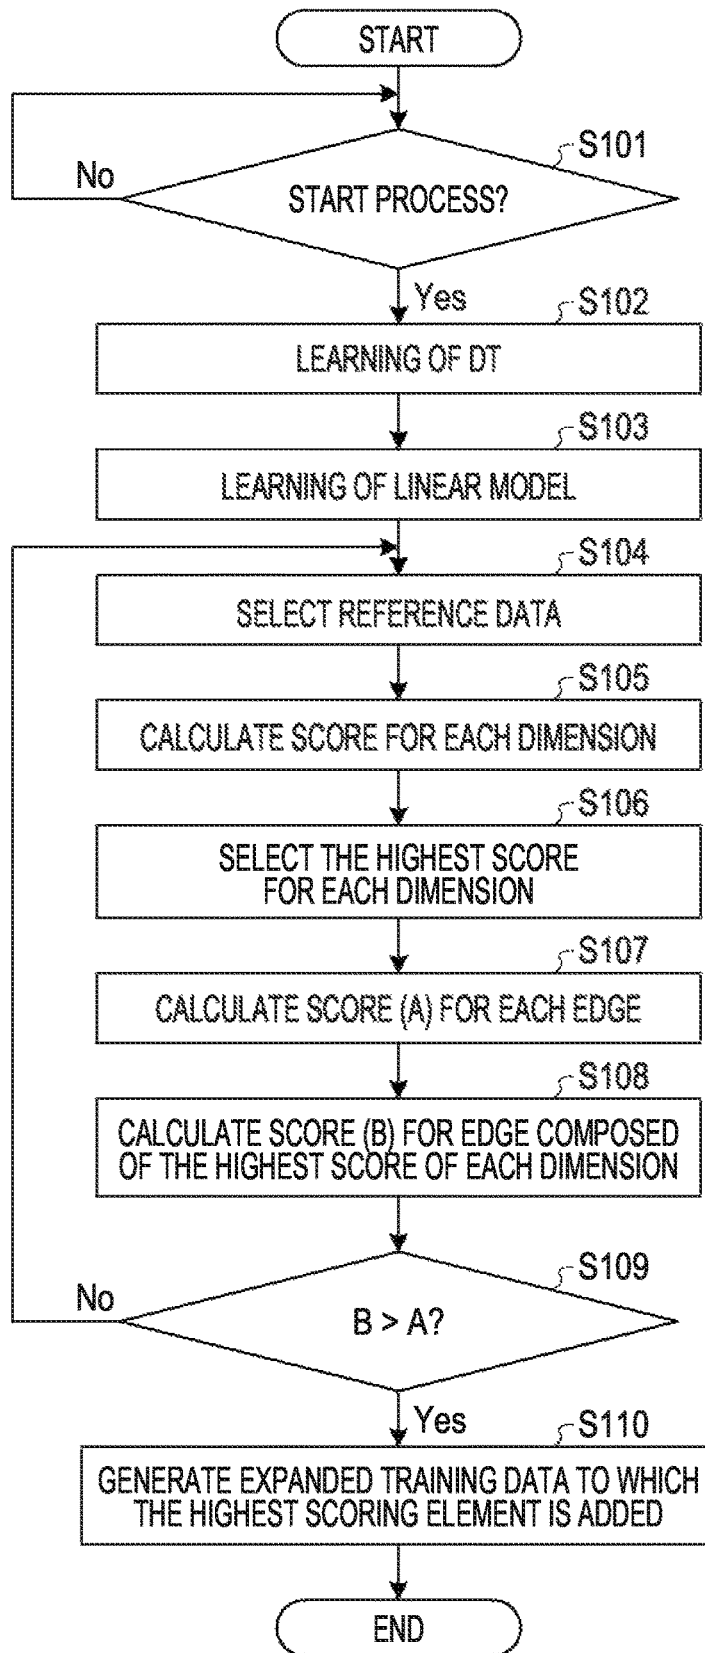 START
S101
No
START PROCESS?
Yes
S102
LEARNING OF DT
S103
LEARNING OF LINEAR MODEL
S104
SELECT REFERENCE DATA
S105
CALCULATE SCORE FOR EACH DIMENSION
S106
SELECT THE HIGHEST SCORE
FOR EACH DIMENSION
S107
CALCULATE SCORE (A) FOR EACH EDGE
S108
CALCULATE SCORE (B) FOR EDGE COMPOSED
OF THE HIGHEST SCORE OF EACH DIMENSION
S109
No
B > A?
Yes
S110
GENERATE EXPANDED TRAINING DATA TO WHICH
THE HIGHEST SCORING ELEMENT IS ADDED
END